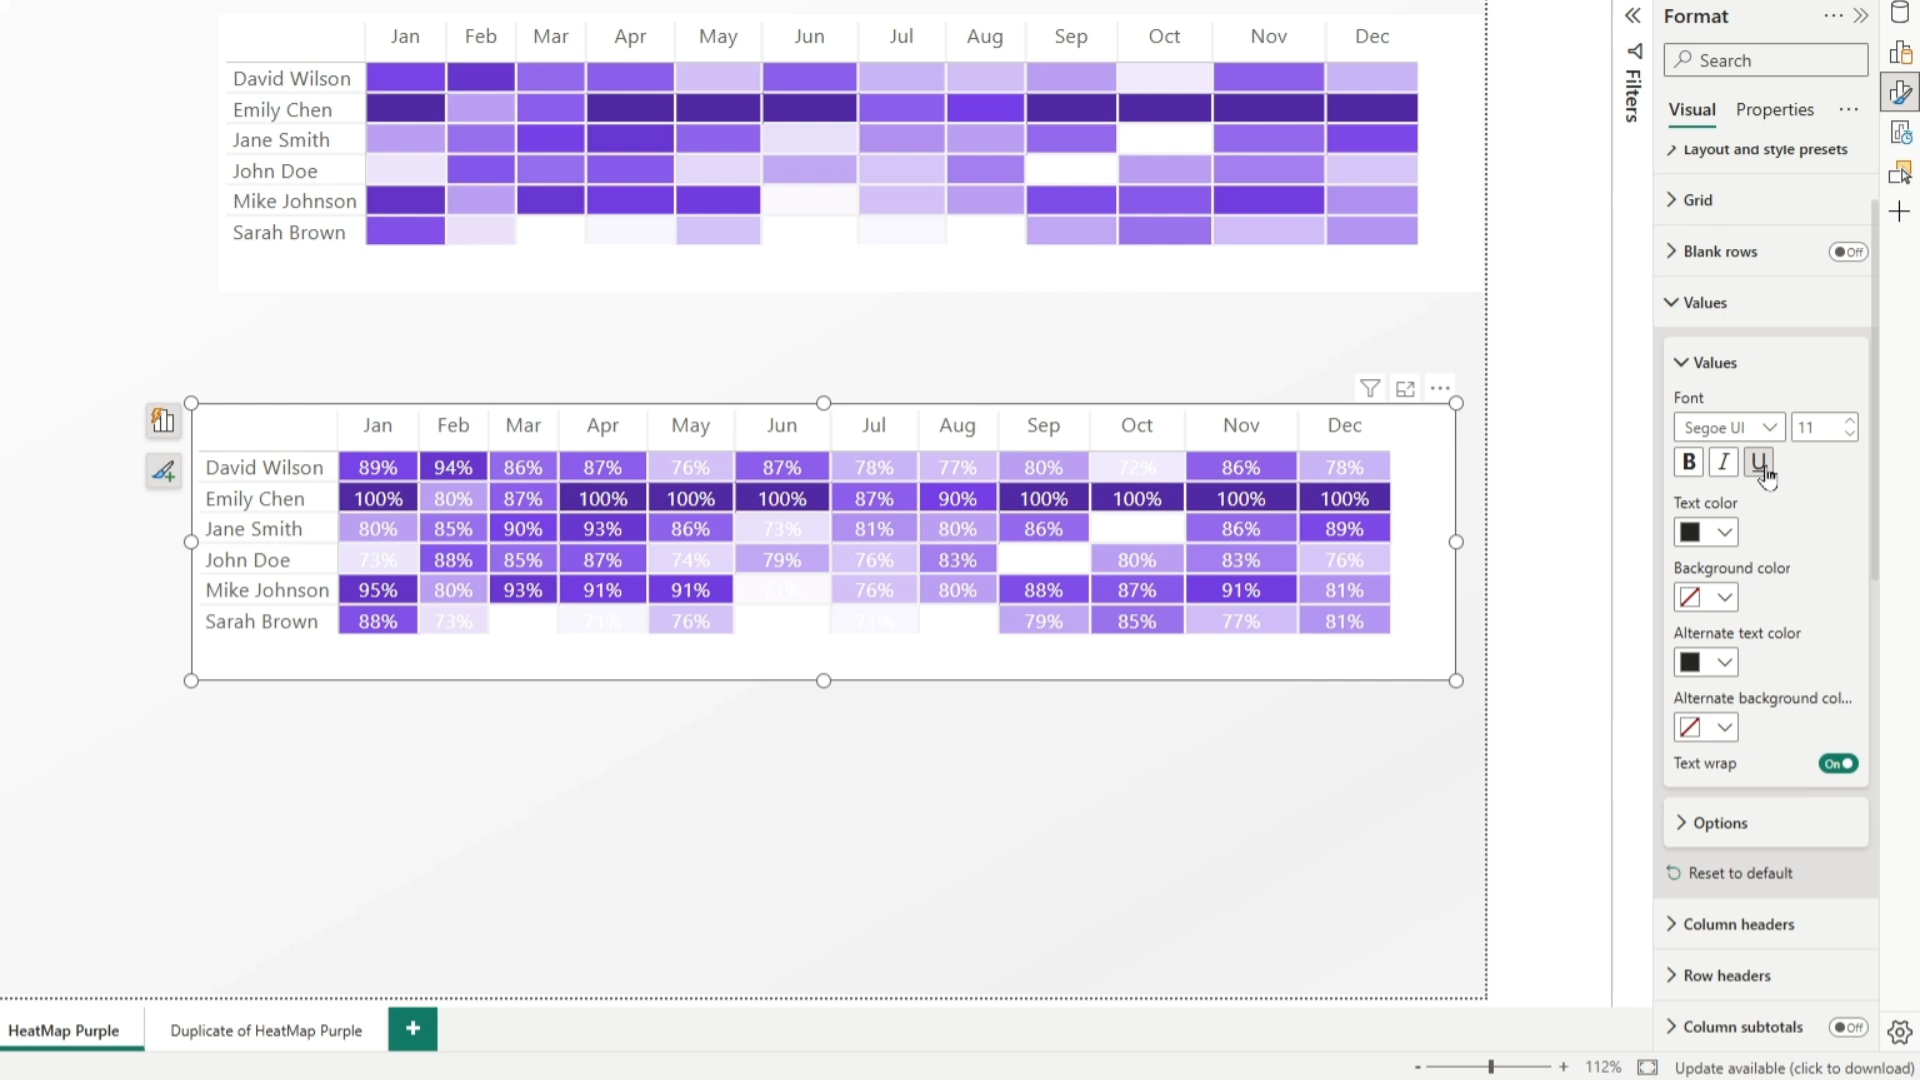 Jan Feb Mar Apr May Jun Jul Aug Sep Oct Nov Dec
David Wilson
Emily Chen
Jane Smith
John Doe
Mike Johnson
Sarah Brown
Jan Feb Mar Apr May Jun Jul Aug Sep Oct Nov Dec
David Wilson 89% 94% 86% 87% 76% 87% 78% 77% 80% 72% 86% 78%
Emily Chen 100% 80% 87% 100% 100% 100% 87% 90% 100% 100% 100% 100%
Jane Smith 80% 85% 90% 93% 86% 73% 81% 80% 86% 86% 89%
John Doe 73% 88% 85% 87% 74% 79% 76% 83% 80% 83% 76%
Mike Johnson 95% 80% 93% 91% 91% 71% 76% 80% 88% 87% 91% 81%
Sarah Brown 88% 73% 71% 76% 71% 79% 85% 77% 81%
Filters
Format
Search
Visual Properties
Layout and style presets
Grid
Blank rows Off
Values
Values
Font
Segoe UI 11
B I U
Text color
Background color
Alternate text color
Alternate background col...
Text wrap On
Options
Reset to default
Column headers
Row headers
Column subtotals Off
HeatMap Purple Duplicate of HeatMap Purple +
- + 112% Update available (click to download)